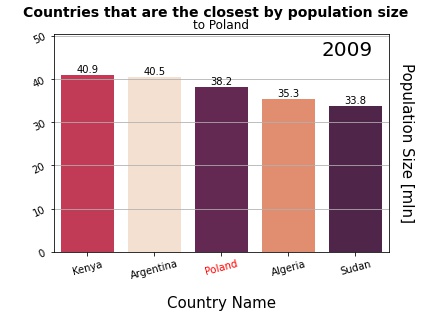 Countries that are the closest by population size
to Poland
2009
50
40
30
20
10
0
40.9
40.5
38.2
35.3
33.8
Population Size [mln]
Kenya
Argentina
Poland
Algeria
Sudan
Country Name